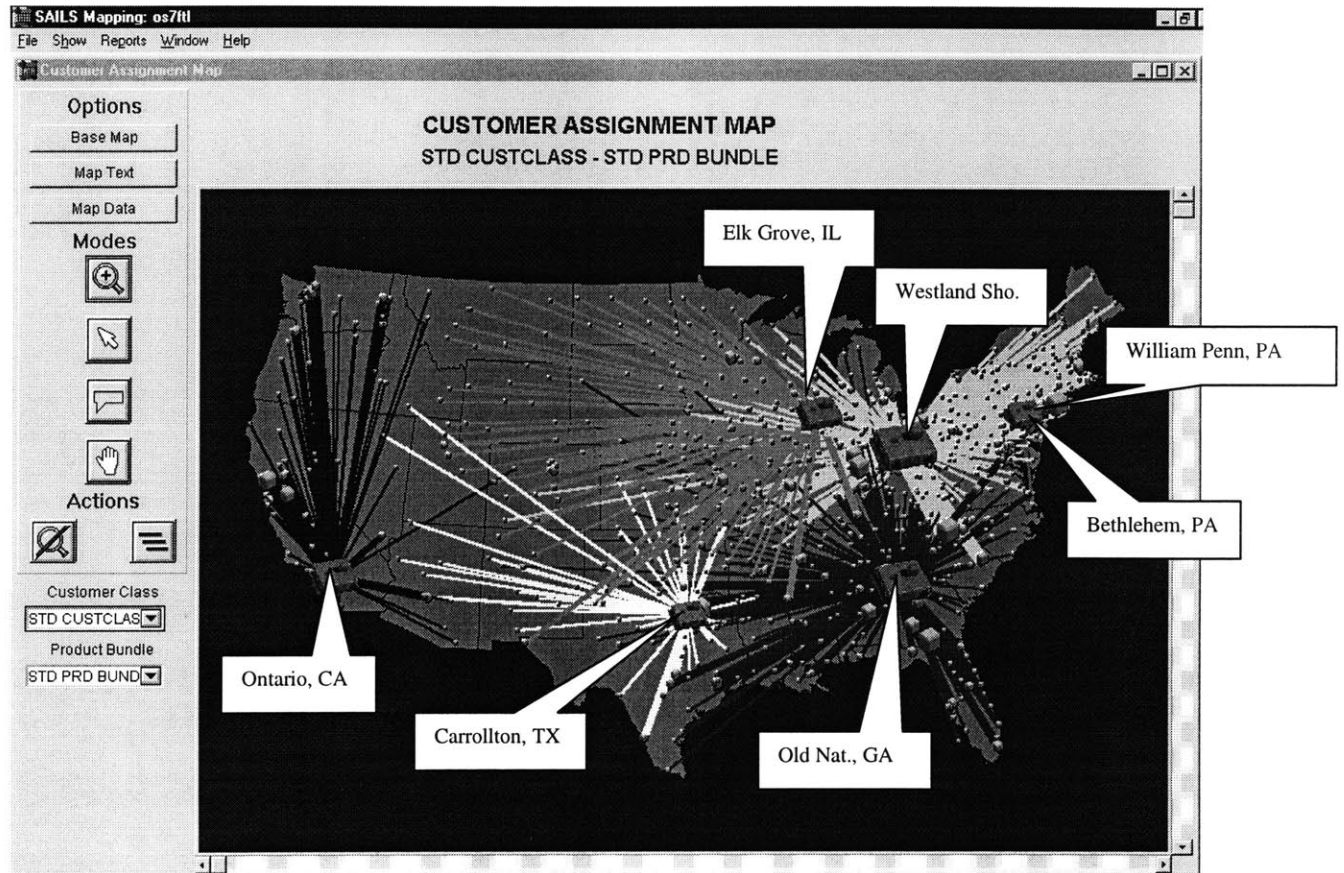 SAILS Mapping: os7ftl
File Show Reports Window Help
Customer Assignment Map
Options
Base Map
Map Text
Map Data
Modes
Actions
Customer Class
STD CUSTCLAS
Product Bundle
STD PRD BUND
CUSTOMER ASSIGNMENT MAP
STD CUSTCLASS - STD PRD BUNDLE
Elk Grove, IL
Westland Sho.
William Penn, PA
Bethlehem, PA
Ontario, CA
Carrollton, TX
Old Nat., GA